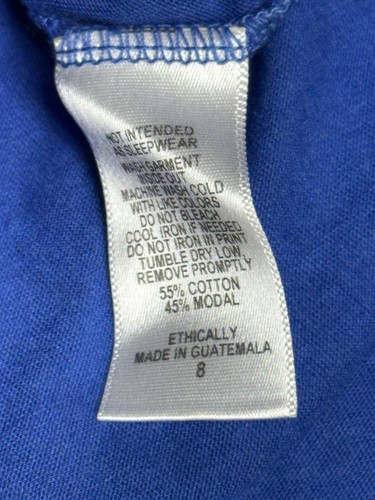 NOT INTENDED
AS SLEEPWEAR
WASH GARMENT
INSIDE OUT
MACHINE WASH COLD
WITH LIKE COLORS
DO NOT BLEACH
COOL IRON IF NEEDED
DO NOT IRON IN PRINT
TUMBLE DRY LOW
REMOVE PROMPTLY
55% COTTON
45% MODAL
ETHICALLY
MADE IN GUATEMALA
8